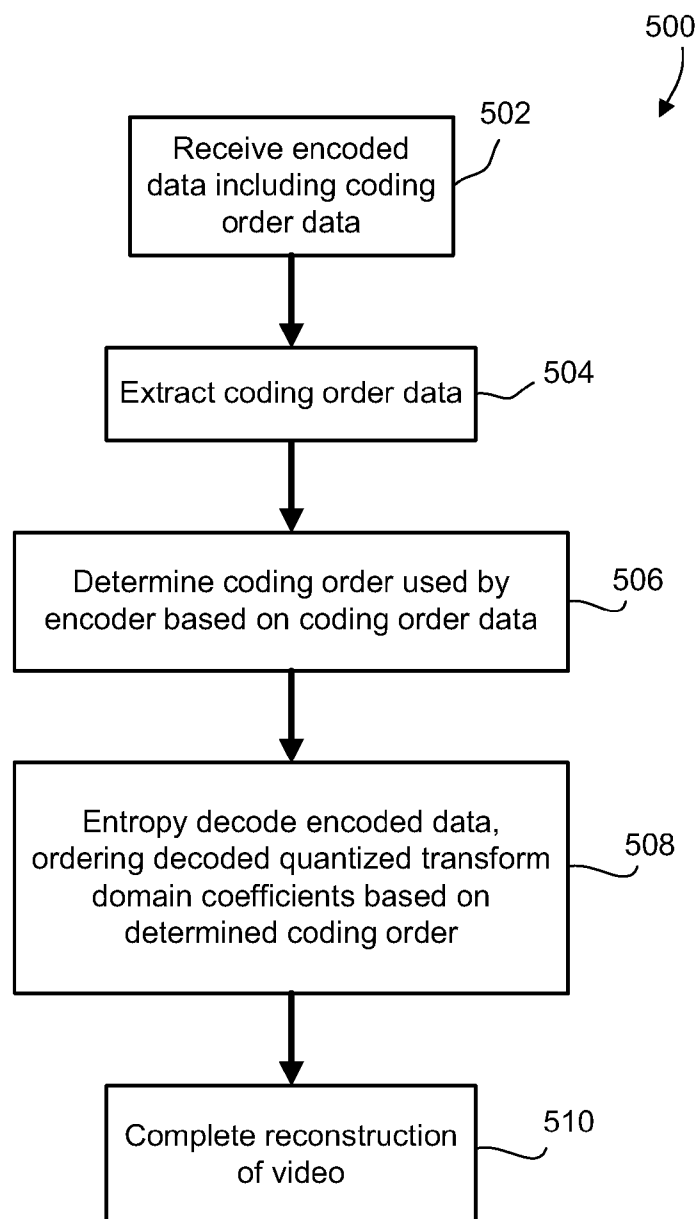 500
502
Receive encoded
data including coding
order data
504
Extract coding order data
506
Determine coding order used by
encoder based on coding order data
508
Entropy decode encoded data,
ordering decoded quantized transform
domain coefficients based on
determined coding order
510
Complete reconstruction
of video